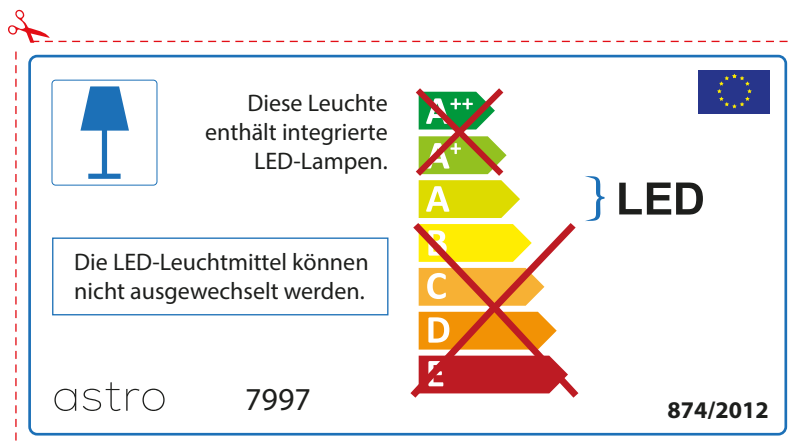 Diese Leuchte
enthält integrierte
LED-Lampen.
Die LED-Leuchtmittel können
nicht ausgewechselt werden.
astro
7997
A++
A+
A
B
C
D
E
LED
874/2012